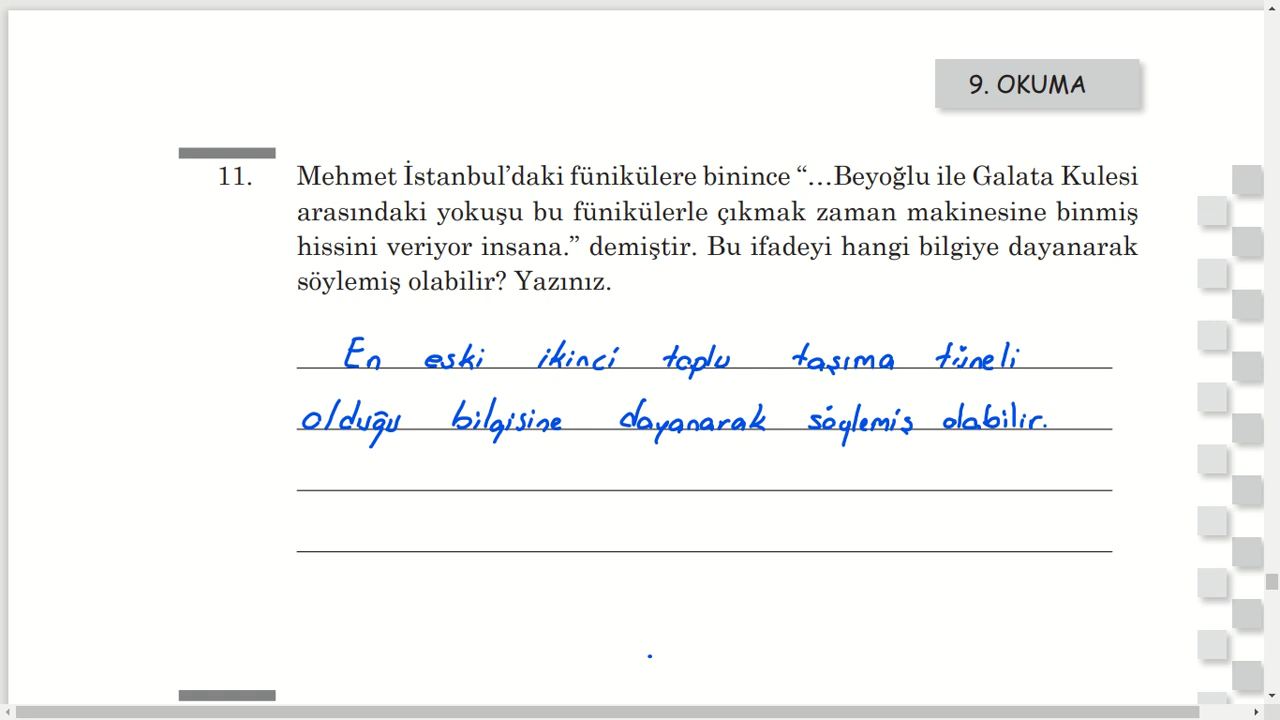 9. OKUMA
11. Mehmet İstanbul'daki fünikülere binince “...Beyoğlu ile Galata Kulesi
arasındaki yokuşu bu fünikülerle çıkmak zaman makinesine binmiş
hissini veriyor insana.” demiştir. Bu ifadeyi hangi bilgiye dayanarak
söylemiş olabilir? Yazınız.
En eski ikinci toplu taşıma tüneli
olduğu bilgisine dayanarak söylemiş olabilir.